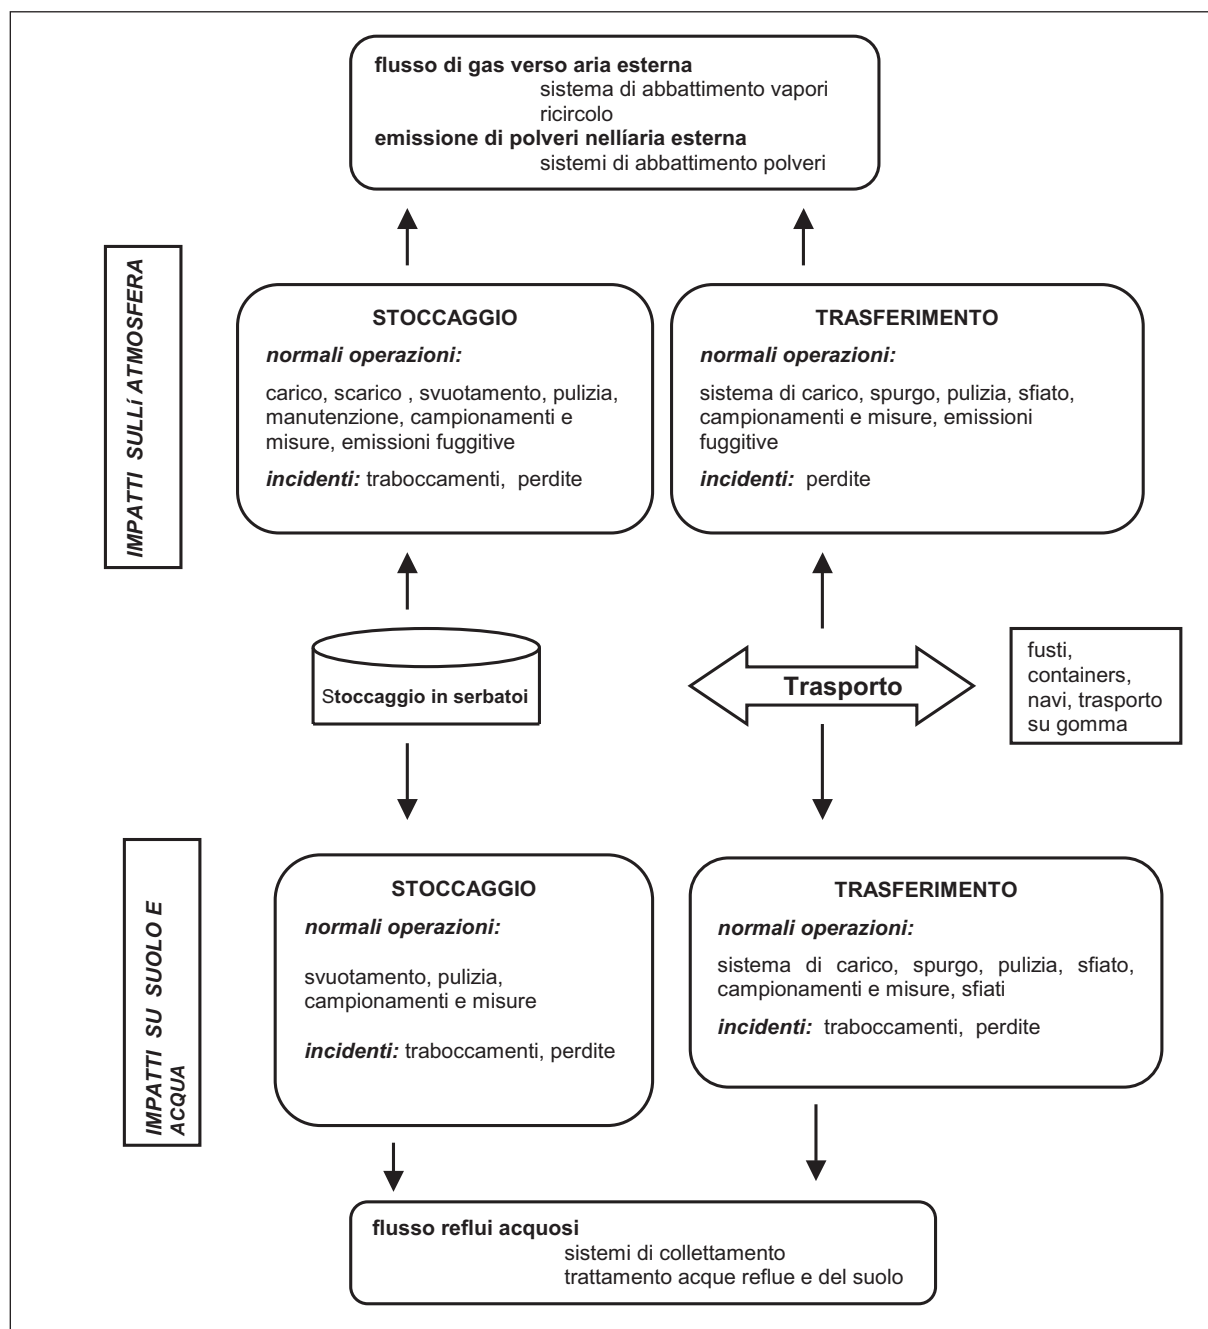 flusso di gas verso aria esterna
sistema di abbattimento vapori
ricircolo
emissione di polveri nellíaria esterna
sistemi di abbattimento polveri
IMPATTI SULLí ATMOSFERA
STOCCAGGIO
normali operazioni:
carico, scarico , svuotamento, pulizia,
manutenzione, campionamenti e
misure, emissioni fuggitive
incidenti: traboccamenti, perdite
TRASFERIMENTO
normali operazioni:
sistema di carico, spurgo, pulizia, sfiato,
campionamenti e misure, emissioni
fuggitive
incidenti: perdite
Stoccaggio in serbatoi
Trasporto
fusti,
containers,
navi, trasporto
su gomma
IMPATTI SU SUOLO E
ACQUA
STOCCAGGIO
normali operazioni:
svuotamento, pulizia,
campionamenti e misure
incidenti: traboccamenti, perdite
TRASFERIMENTO
normali operazioni:
sistema di carico, spurgo, pulizia, sfiato,
campionamenti e misure, sfiati
incidenti: traboccamenti, perdite
flusso reflui acquosi
sistemi di collettamento
trattamento acque reflue e del suolo